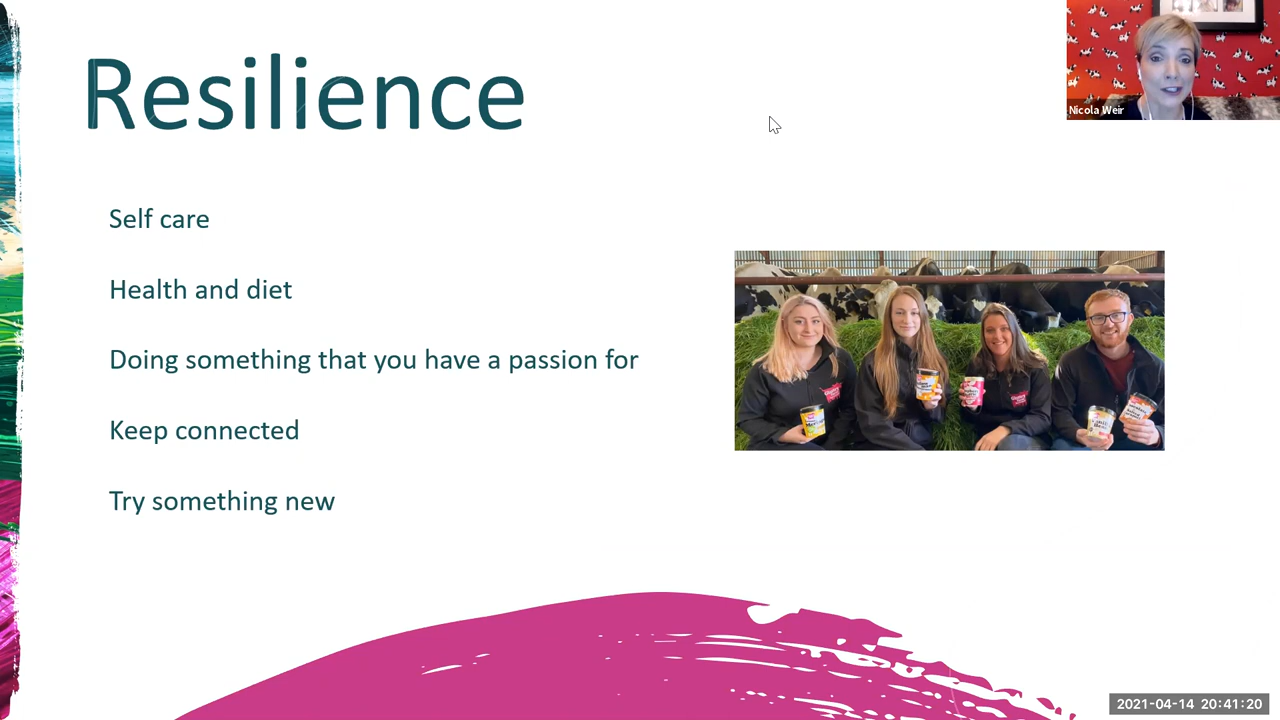 Resilience
Nicola Weir
Self care
Health and diet
Doing something that you have a passion for
Keep connected
Try something new
2021-04-14 20:41:20